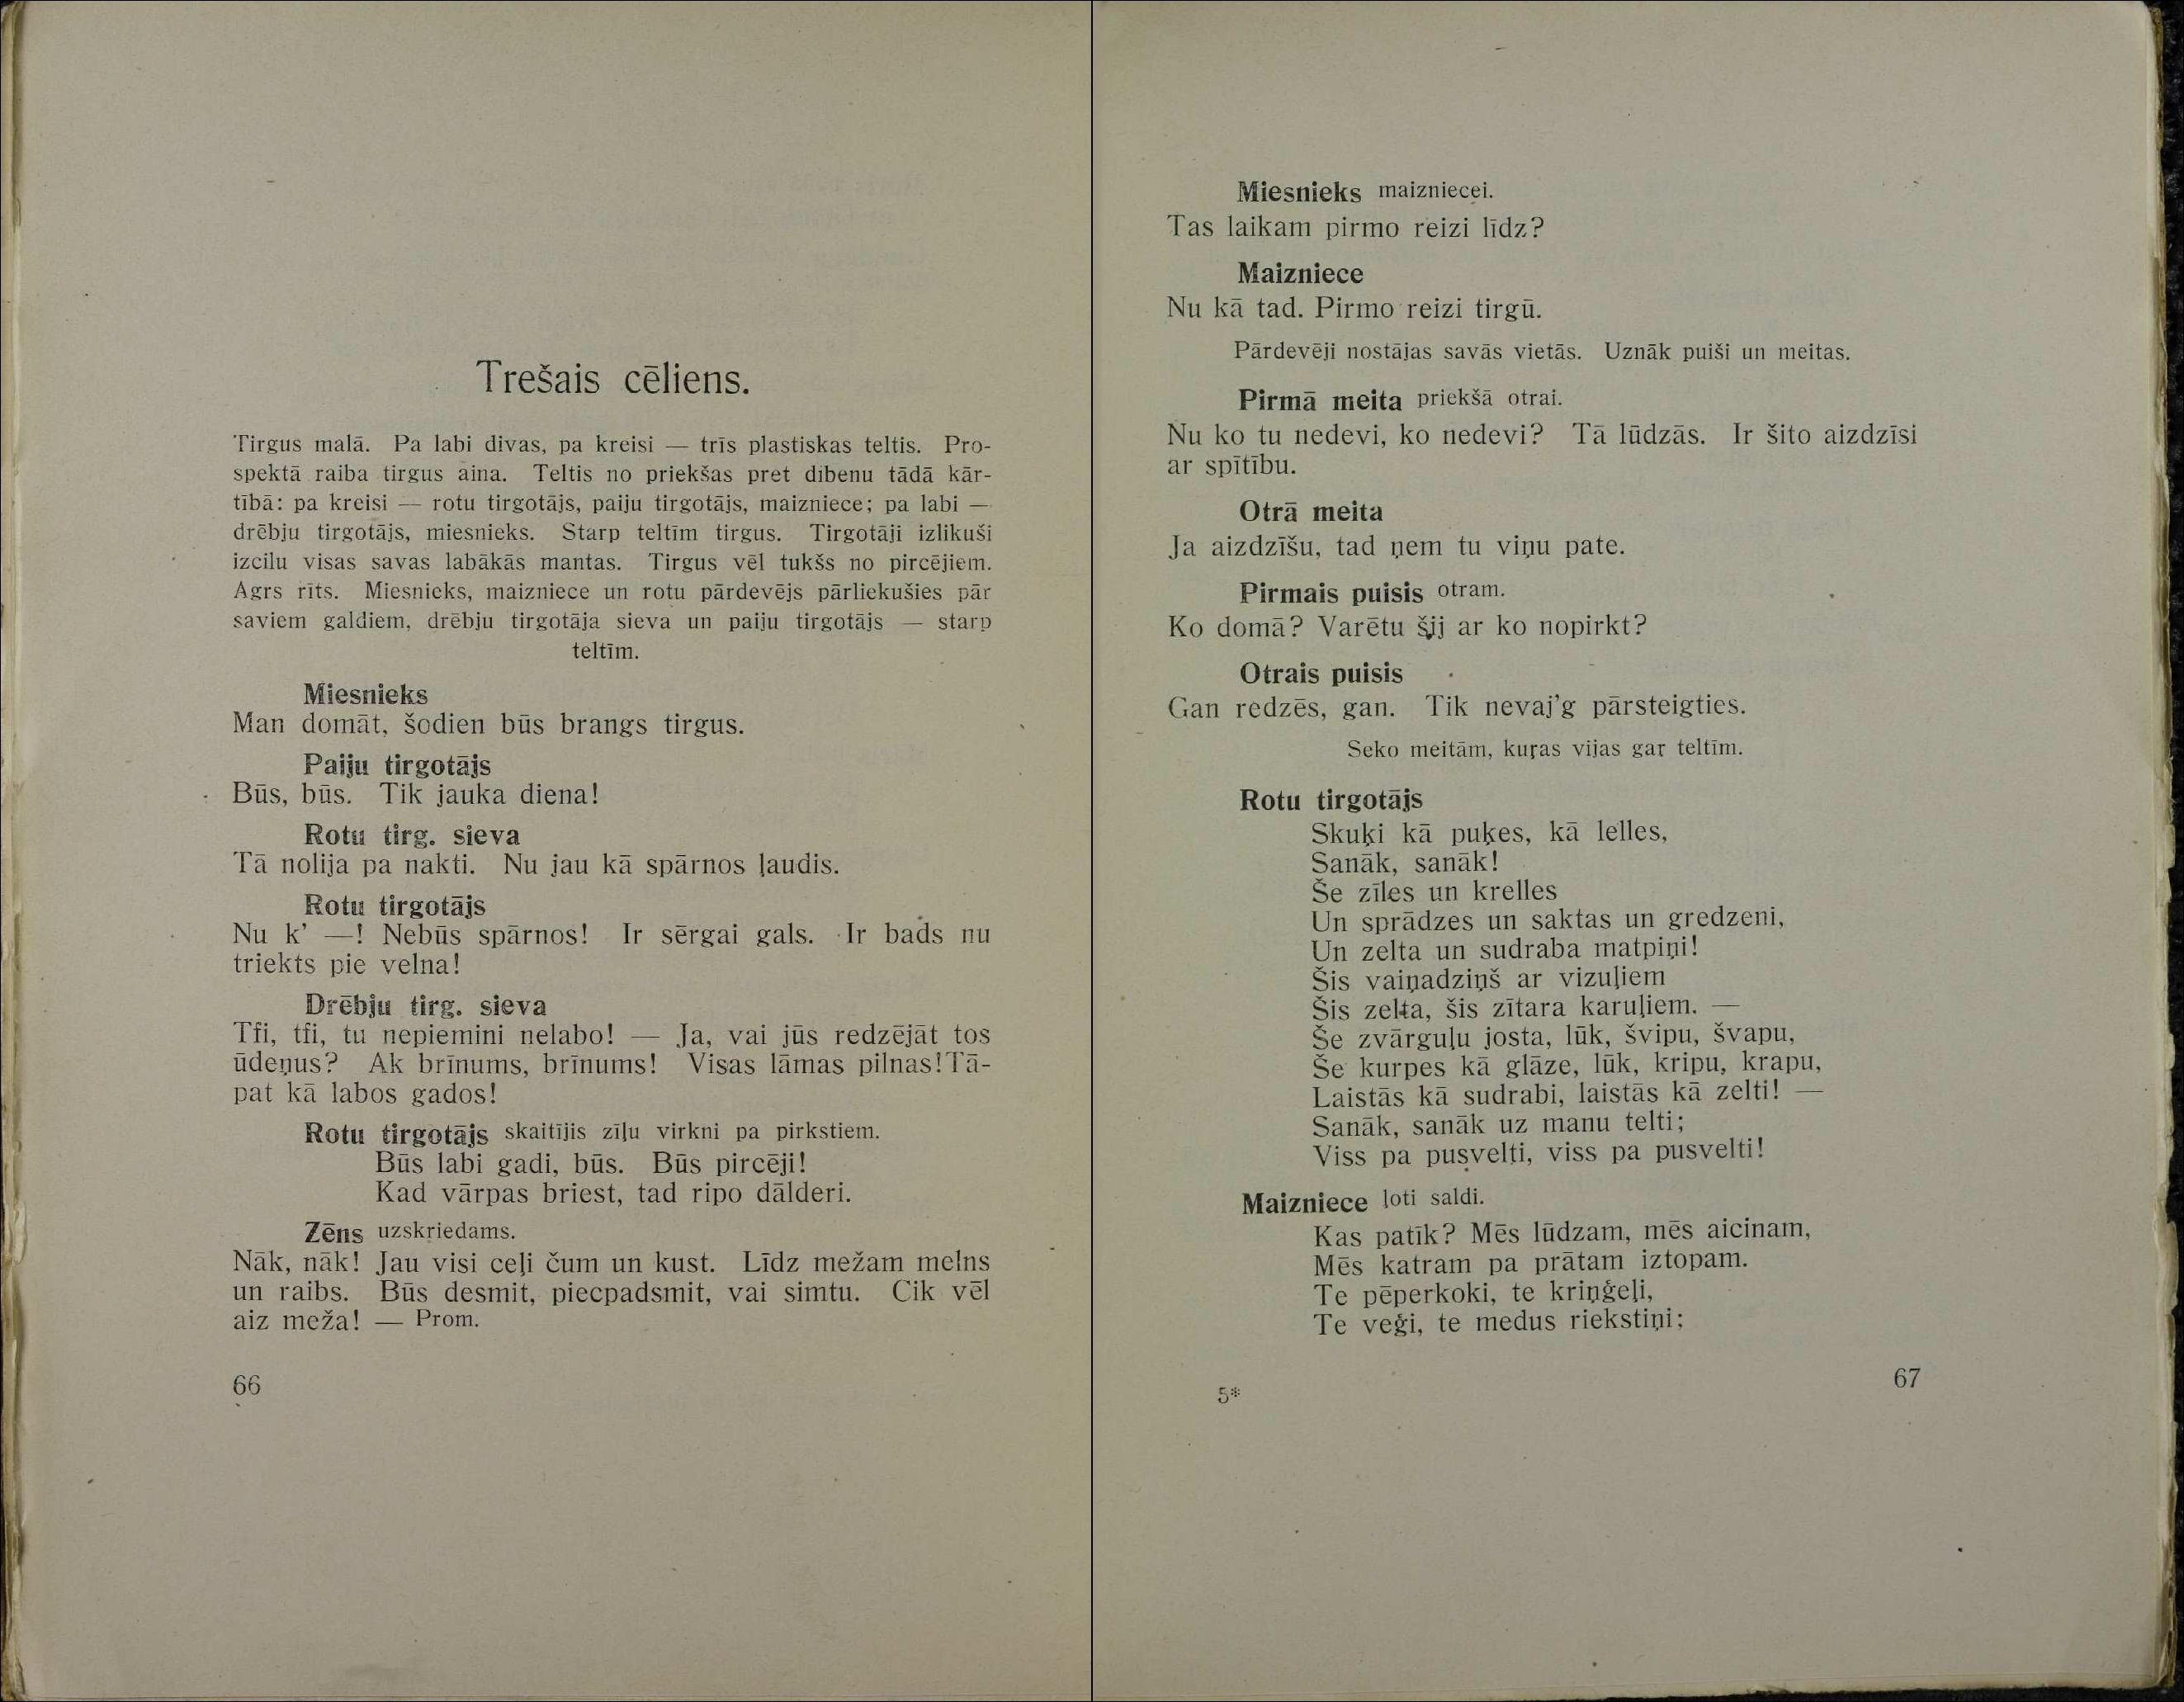 Trešais cēliens.
Tirgus malā. Pa labi divas, pa kreisi — trīs plastiskas teltis. Pro-
spektā raiba tirgus aina. Teltis no priekšas pret dibenu tādā kār-
tībā: pa kreisi — rotu tirgotājs, paiju tirgotājs, maizniece; pa labi —
drēbju tirgotājs, miesnieks. Starp teltīm tirgus. Tirgotāji izlikuši
izcilu visas savas labākās mantas. Tirgus vēl tukšs no pircējiem.
Agrs rīts. Miesnieks, maizniece un rotu pārdevējs pārliekušies pār
saviem galdiem, drēbju tirgotāja sieva un paiju tirgotājs — starp
teltīm.
Miesnieks
Man domāt, šodien būs brangs tirgus.
Paiju tirgotājs
Būs, būs. Tik jauka diena!
Rotu tirg. sieva
Tā nolija pa nakti. Nu jau kā spārnos ļaudis.
Rotu tirgotājs
Nu k’ —! Nebūs spārnos! Ir sērgai gals. Ir bads nu
triekts pie velna!
Drēbju tirg. sieva
Tfi, tfi, tu nepiemini nelabo! — Ja, vai jūs redzējāt tos
ūdeņus? Ak brīnums, brīnums! Visas lāmas pilnas! Tā-
pat kā labos gados!
Rotu tirgotājs skaitījis zīļu virkni pa pirkstiem.
Būs labi gadi, būs. Būs pircēji!
Kad vārpas briest, tad ripo dālderi.
Zēns uzskriedams.
Nāk, nāk! Jau visi ceļi čum un kust. Līdz mežam melns
un raibs. Būs desmit, piecpadsmit, vai simtu. Cik vēl
aiz meža! — Prom.
66
Miesnieks maizniecei.
Tas laikam pirmo reizi līdz?
Maizniece
Nu kā tad. Pirmo reizi tirgū.
Pārdevēji nostājas savās vietās. Uznāk puiši un meitas.
Pirmā meita priekšā otrai.
Nu ko tu nedevi, ko nedevi? Tā lūdzās. Ir šito aizdzīsi
ar spītību.
Otrā meita
Ja aizdzīšu, tad ņem tu viņu pate.
Pirmais puisis otram.
Ko domā? Varētu šij ar ko nopirkt?
Otrais puisis
Gan redzēs, gan. Tik nevaj’g pārsteigties.
Seko meitām, kuŗas vijas gar teltīm.
Rotu tirgotājs
Skuķi kā puķes, kā lelles,
Sanāk, sanāk!
Še zīles un krelles
Un sprādzes un saktas un gredzeni,
Un zelta un sudraba matpiņi!
Šis vaiņadziņš ar vizuļiem
Šis zelta, šis zītara karuļiem. —
Še zvārguļu josta, lūk, švipu, švapu,
Še kurpes kā glāze, lūk, kripu, krapu,
Laistās kā sudrabi, laistās kā zelti! —
Sanāk, sanāk uz manu telti;
Viss pa pusvelti, viss pa pusvelti!
Maizniece ļoti saldi.
Kas patīk? Mēs lūdzam, mēs aicinam,
Mēs katram pa prātam iztopam.
Te pēperkoki, te kriņģeļi,
Te veģi, te medus riekstiņi;
5*
67